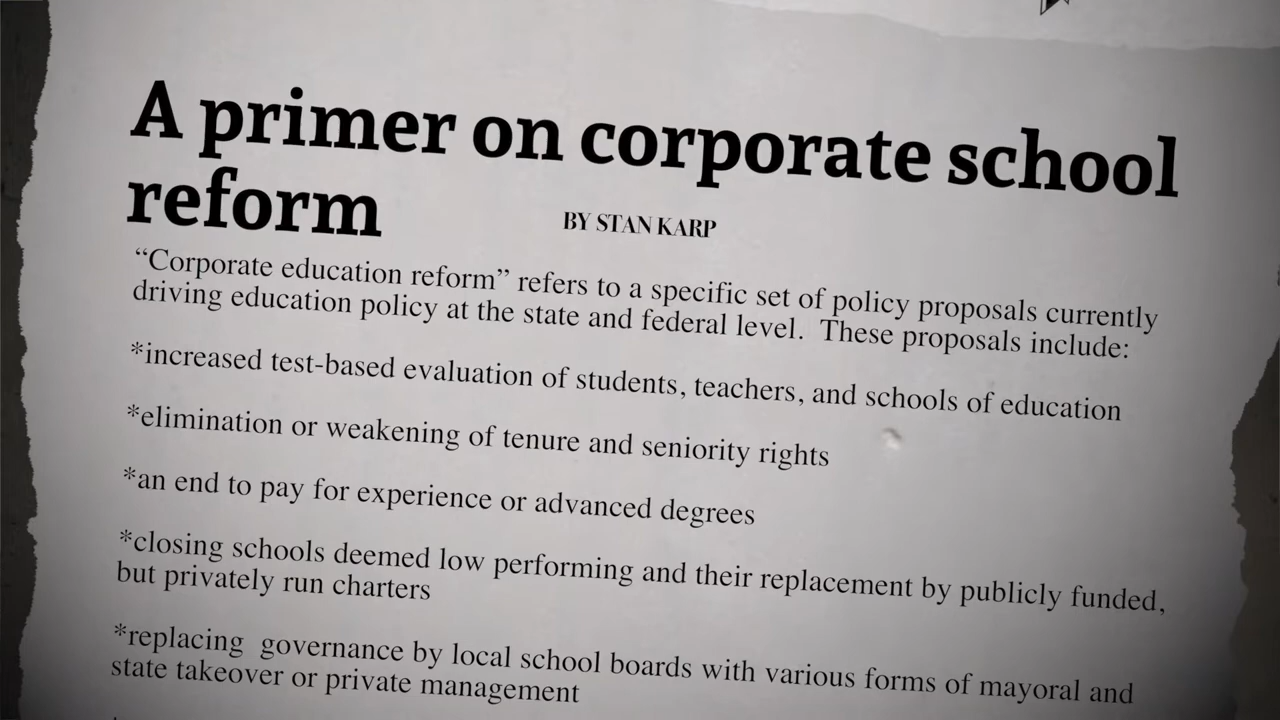 A primer on corporate school
reform
BY STAN KARP
“Corporate education reform” refers to a specific set of policy proposals currently
driving education policy at the state and federal level.  These proposals include:
*increased test-based evaluation of students, teachers, and schools of education
*elimination or weakening of tenure and seniority rights
*an end to pay for experience or advanced degrees
*closing schools deemed low performing and their replacement by publicly funded,
but privately run charters
*replacing  governance by local school boards with various forms of mayoral and
state takeover or private management